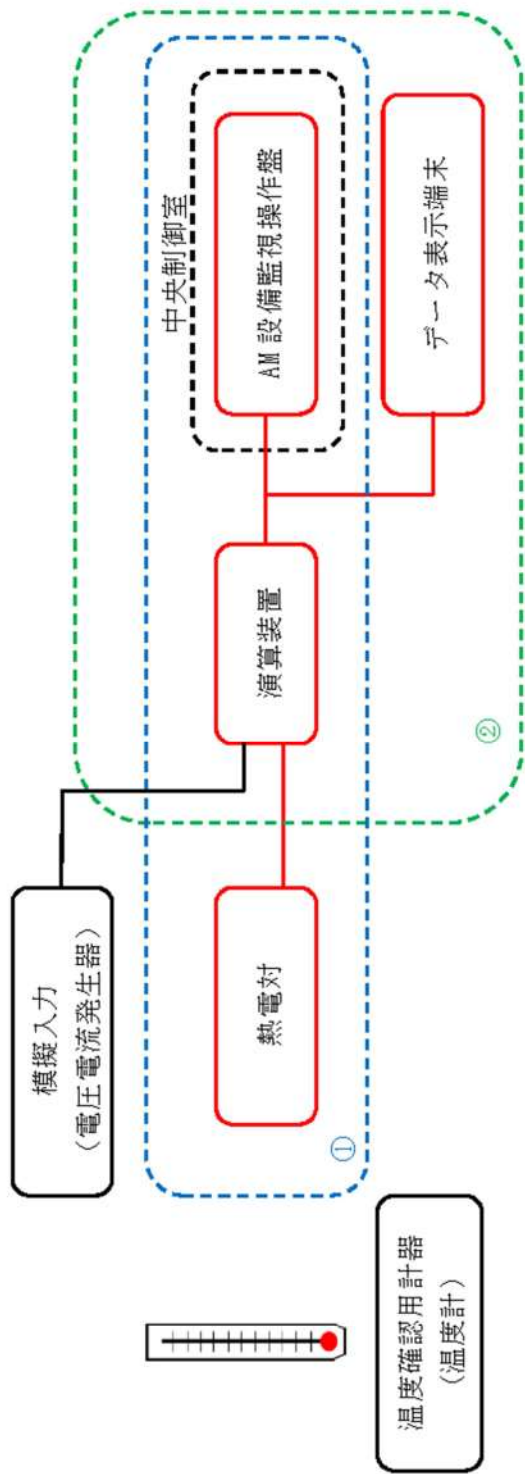 模擬入力
(電圧電流発生器)
中央制御室
熱電対
演算装置
AM 設備監視操作盤
データ表示端末
①
②
温度確認用計器
(温度計)